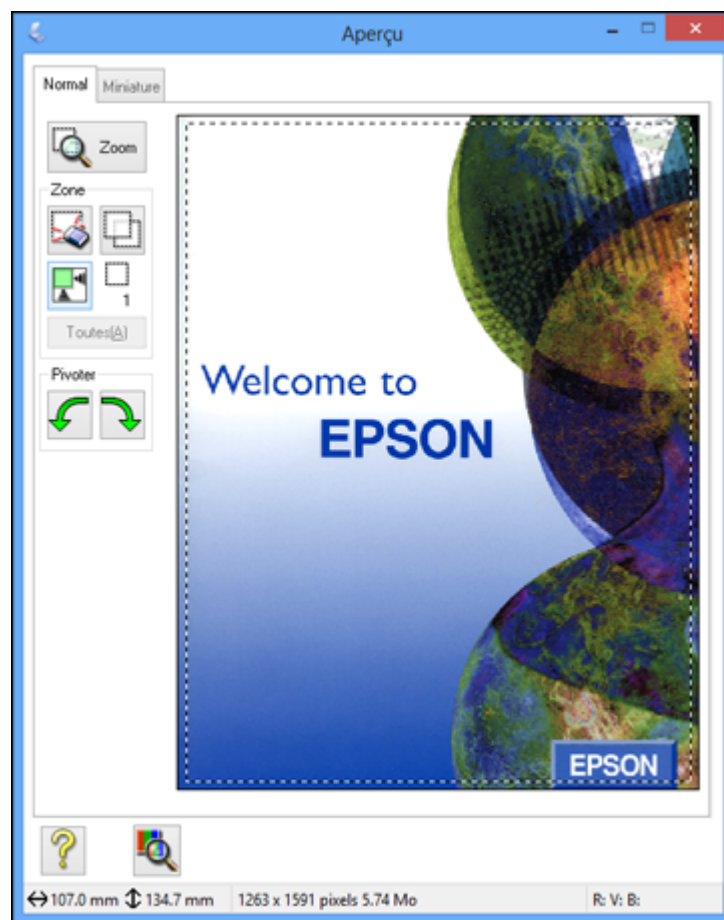 Aperçu
Normal Miniature
Zoom
Zone
1
Toutes(A)
Pivoter
Welcome to
EPSON
EPSON
107.0 mm 134.7 mm 1263 x 1591 pixels 5.74 Mo R: V: B: